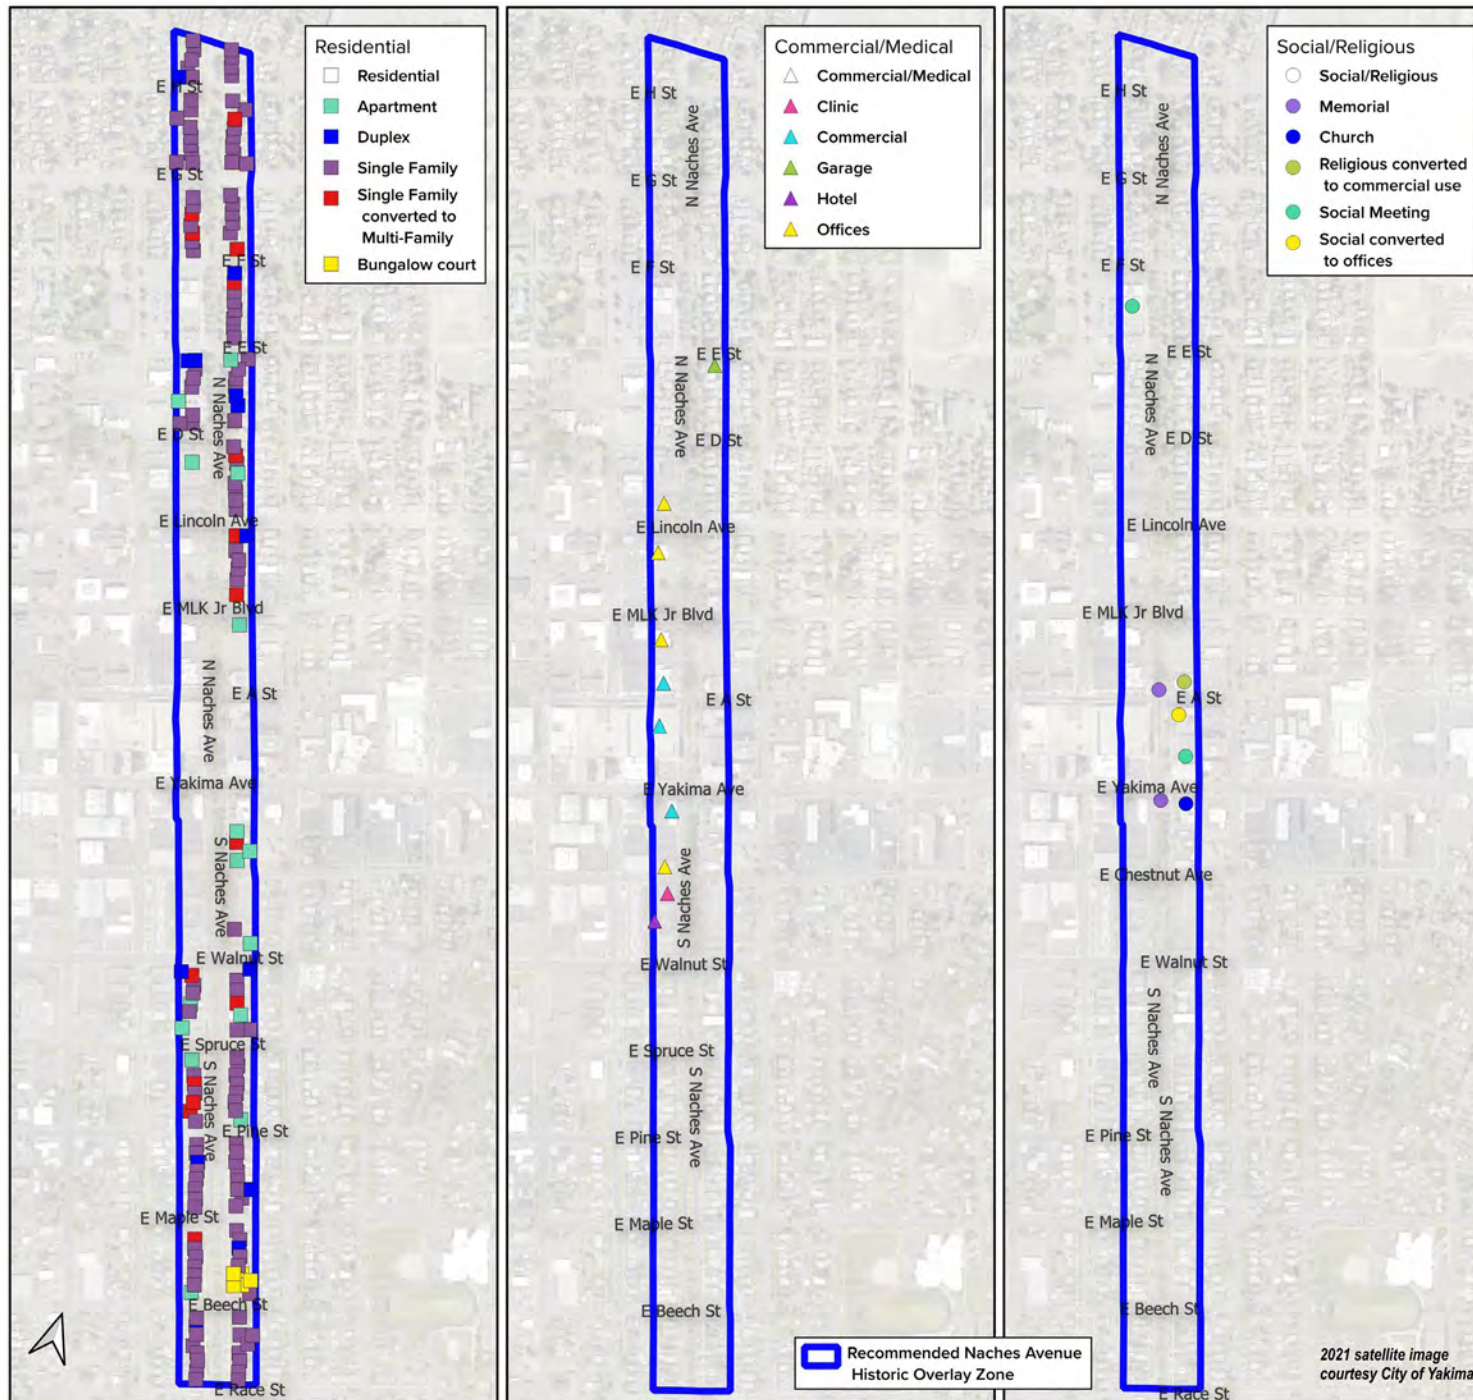 Residential
Residential
Apartment
Duplex
Single Family
Single Family
converted to
Multi-Family
Bungalow court
E H St
E G St
E F St
E E St
N Naches Ave
E D St
E Lincoln Ave
E MLK Jr Blvd
N Naches Ave
E A St
E Yakima Ave
S Naches Ave
E Walnut St
E Spruce St
S Naches Ave
E Pine St
E Maple St
E Beech St
E Race St
Commercial/Medical
Commercial/Medical
Clinic
Commercial
Garage
Hotel
Offices
E H St
N Naches Ave
E G St
E F St
E E St
N Naches Ave
E D St
E Lincoln Ave
E MLK Jr Blvd
E A St
E Yakima Ave
S Naches Ave
E Walnut St
E Spruce St
S Naches Ave
E Pine St
E Maple St
E Beech St
Recommended Naches Avenue
Historic Overlay Zone
Social/Religious
Social/Religious
Memorial
Church
Religious converted
to commercial use
Social Meeting
Social converted
to offices
E H St
N Naches Ave
E G St
E F St
E E St
N Naches Ave
E D St
E Lincoln Ave
E MLK Jr Blvd
E A St
E Yakima Ave
E Chestnut Ave
E Walnut St
S Naches Ave
S Naches Ave
E Pine St
E Maple St
E Beech St
E Race St
2021 satellite image
courtesy City of Yakima